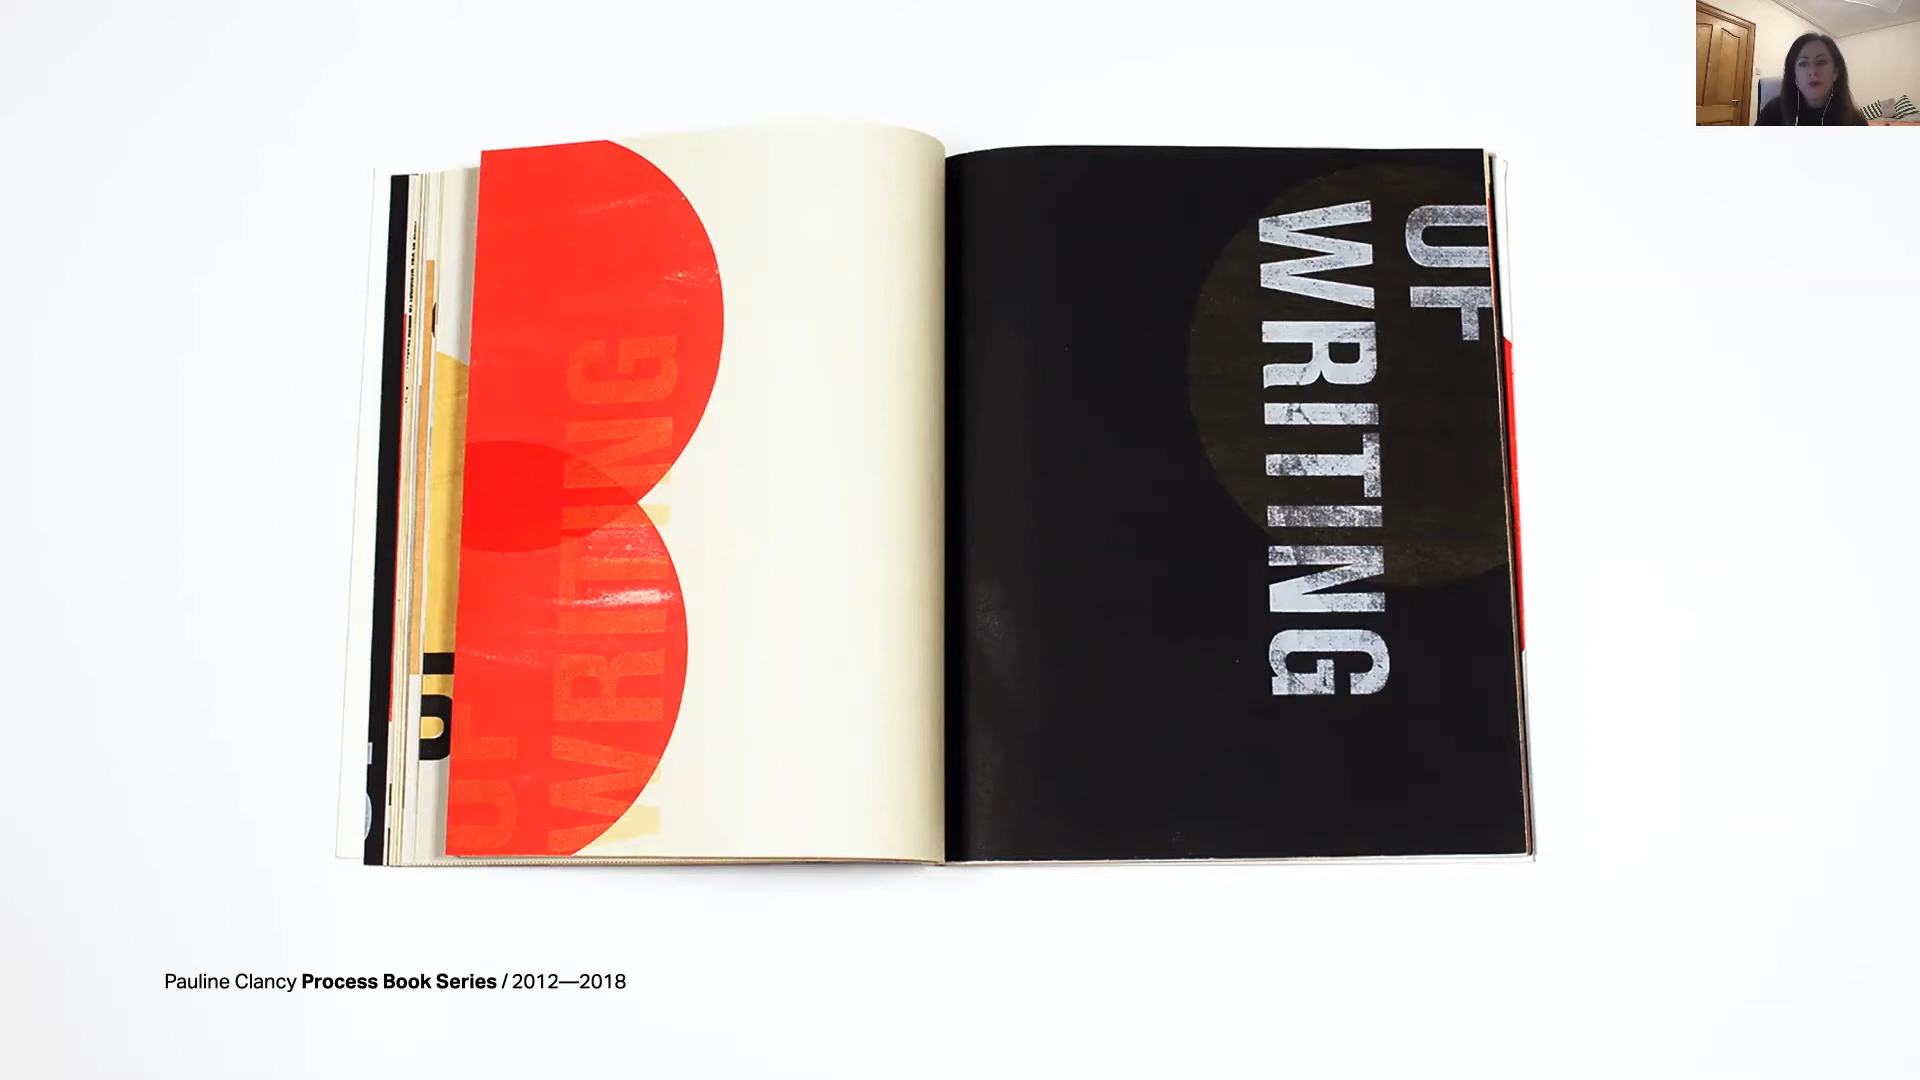 OF
WRITING
OF
WRITING
Pauline Clancy Process Book Series / 2012—2018